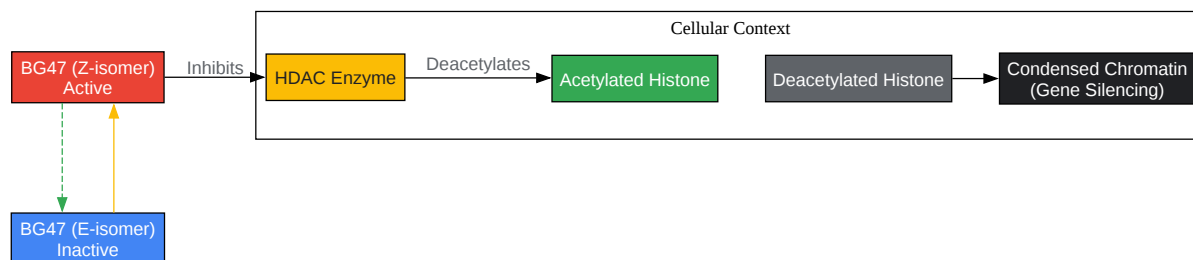 Cellular Context
BG47 (Z-isomer)
Active
Inhibits
HDAC Enzyme
Deacetylates
Acetylated Histone
Deacetylated Histone
Condensed Chromatin
(Gene Silencing)
BG47 (E-isomer)
Inactive